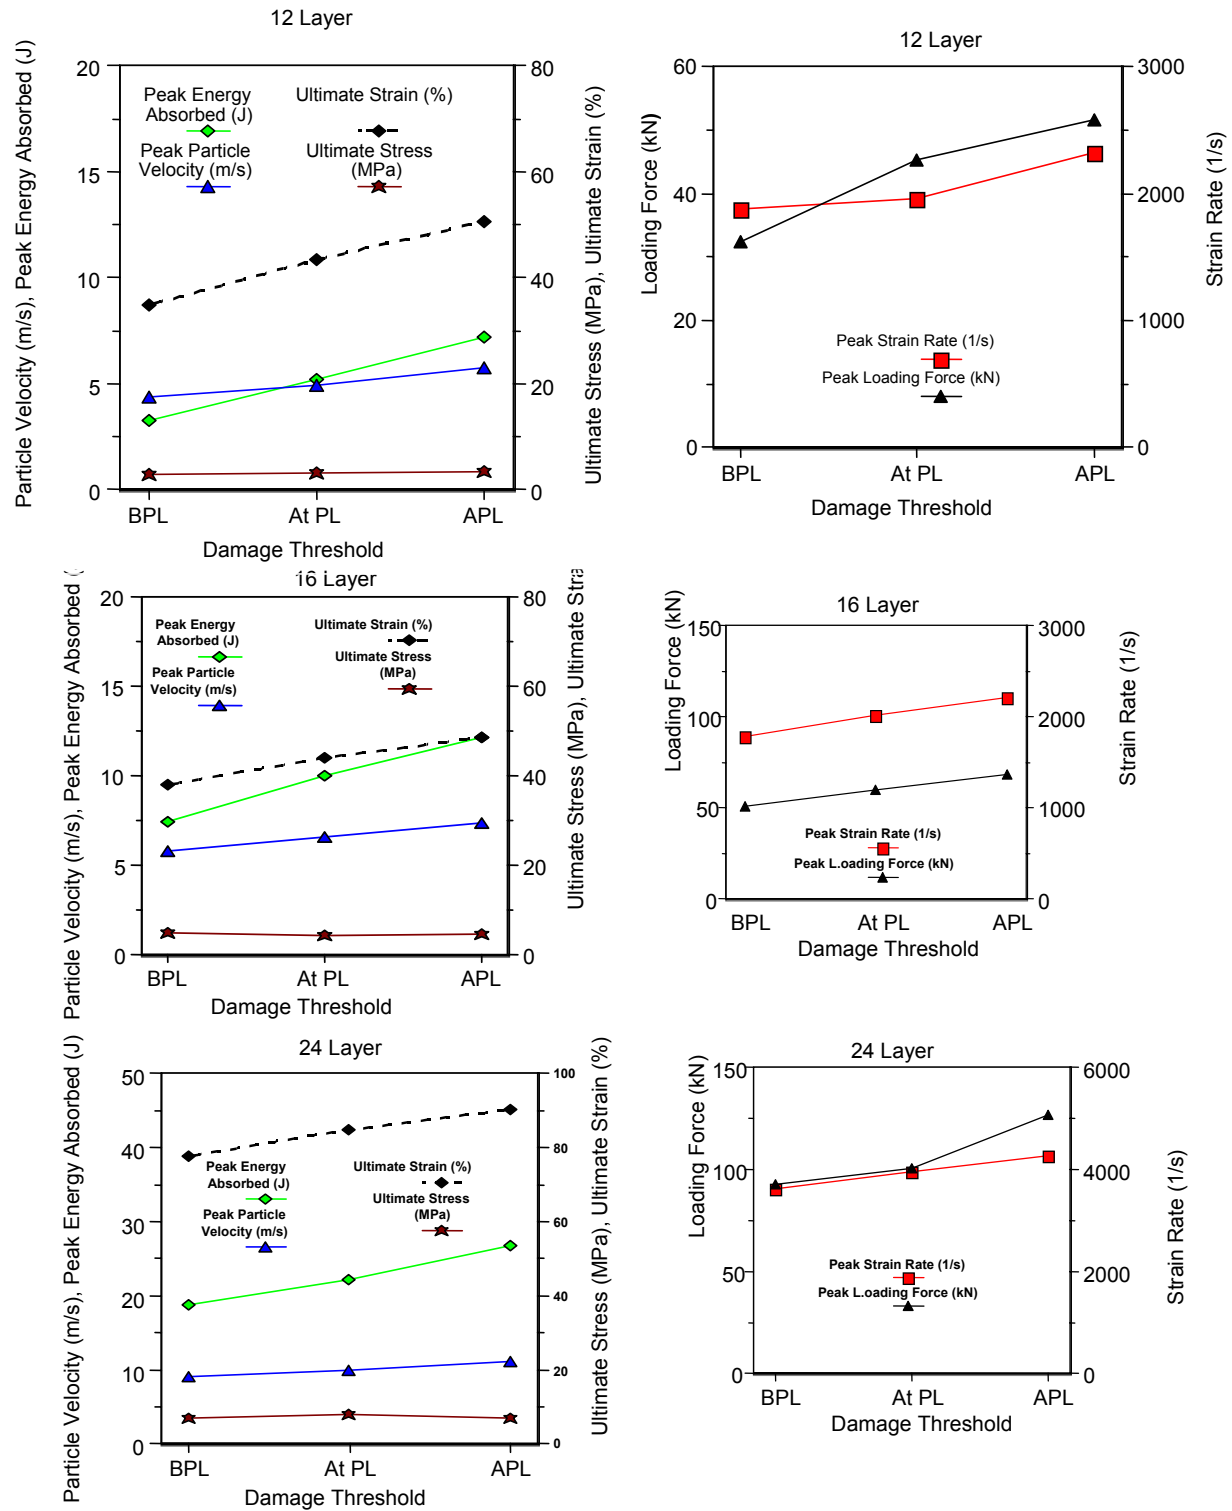 12 Layer
Particle Velocity (m/s), Peak Energy Absorbed (J)
20
15
10
5
0
Peak Energy
Absorbed (J)
Peak Particle
Velocity (m/s)
Ultimate Strain (%)
Ultimate Stress
(MPa)
80
60
40
20
0
Ultimate Stress (MPa), Ultimate Strain (%)
BPL
At PL
APL
Damage Threshold
12 Layer
Loading Force (kN)
60
40
20
0
Peak Strain Rate (1/s)
Peak Loading Force (kN)
3000
2000
1000
0
Strain Rate (1/s)
BPL
At PL
APL
Damage Threshold
16 Layer
Particle Velocity (m/s), Peak Energy Absorbed (
20
15
10
5
0
Peak Energy
Absorbed (J)
Peak Particle
Velocity (m/s)
Ultimate Strain (%)
Ultimate Stress
(MPa)
80
60
40
20
0
Ultimate Stress (MPa), Ultimate Stra
BPL
At PL
APL
Damage Threshold
16 Layer
Loading Force (kN)
150
100
50
0
Peak Strain Rate (1/s)
Peak L.oading Force (kN)
3000
2000
1000
0
Strain Rate (1/s)
BPL
At PL
APL
Damage Threshold
24 Layer
Particle Velocity (m/s), Peak Energy Absorbed (J)
50
40
30
20
10
0
Peak Energy
Absorbed (J)
Peak Particle
Velocity (m/s)
Ultimate Strain (%)
Ultimate Stress
(MPa)
100
80
60
40
20
0
Ultimate Stress (MPa), Ultimate Strain (%)
BPL
At PL
APL
Damage Threshold
24 Layer
Loading Force (kN)
150
100
50
0
Peak Strain Rate (1/s)
Peak L.oading Force (kN)
6000
4000
2000
0
Strain Rate (1/s)
BPL
At PL
APL
Damage Threshold